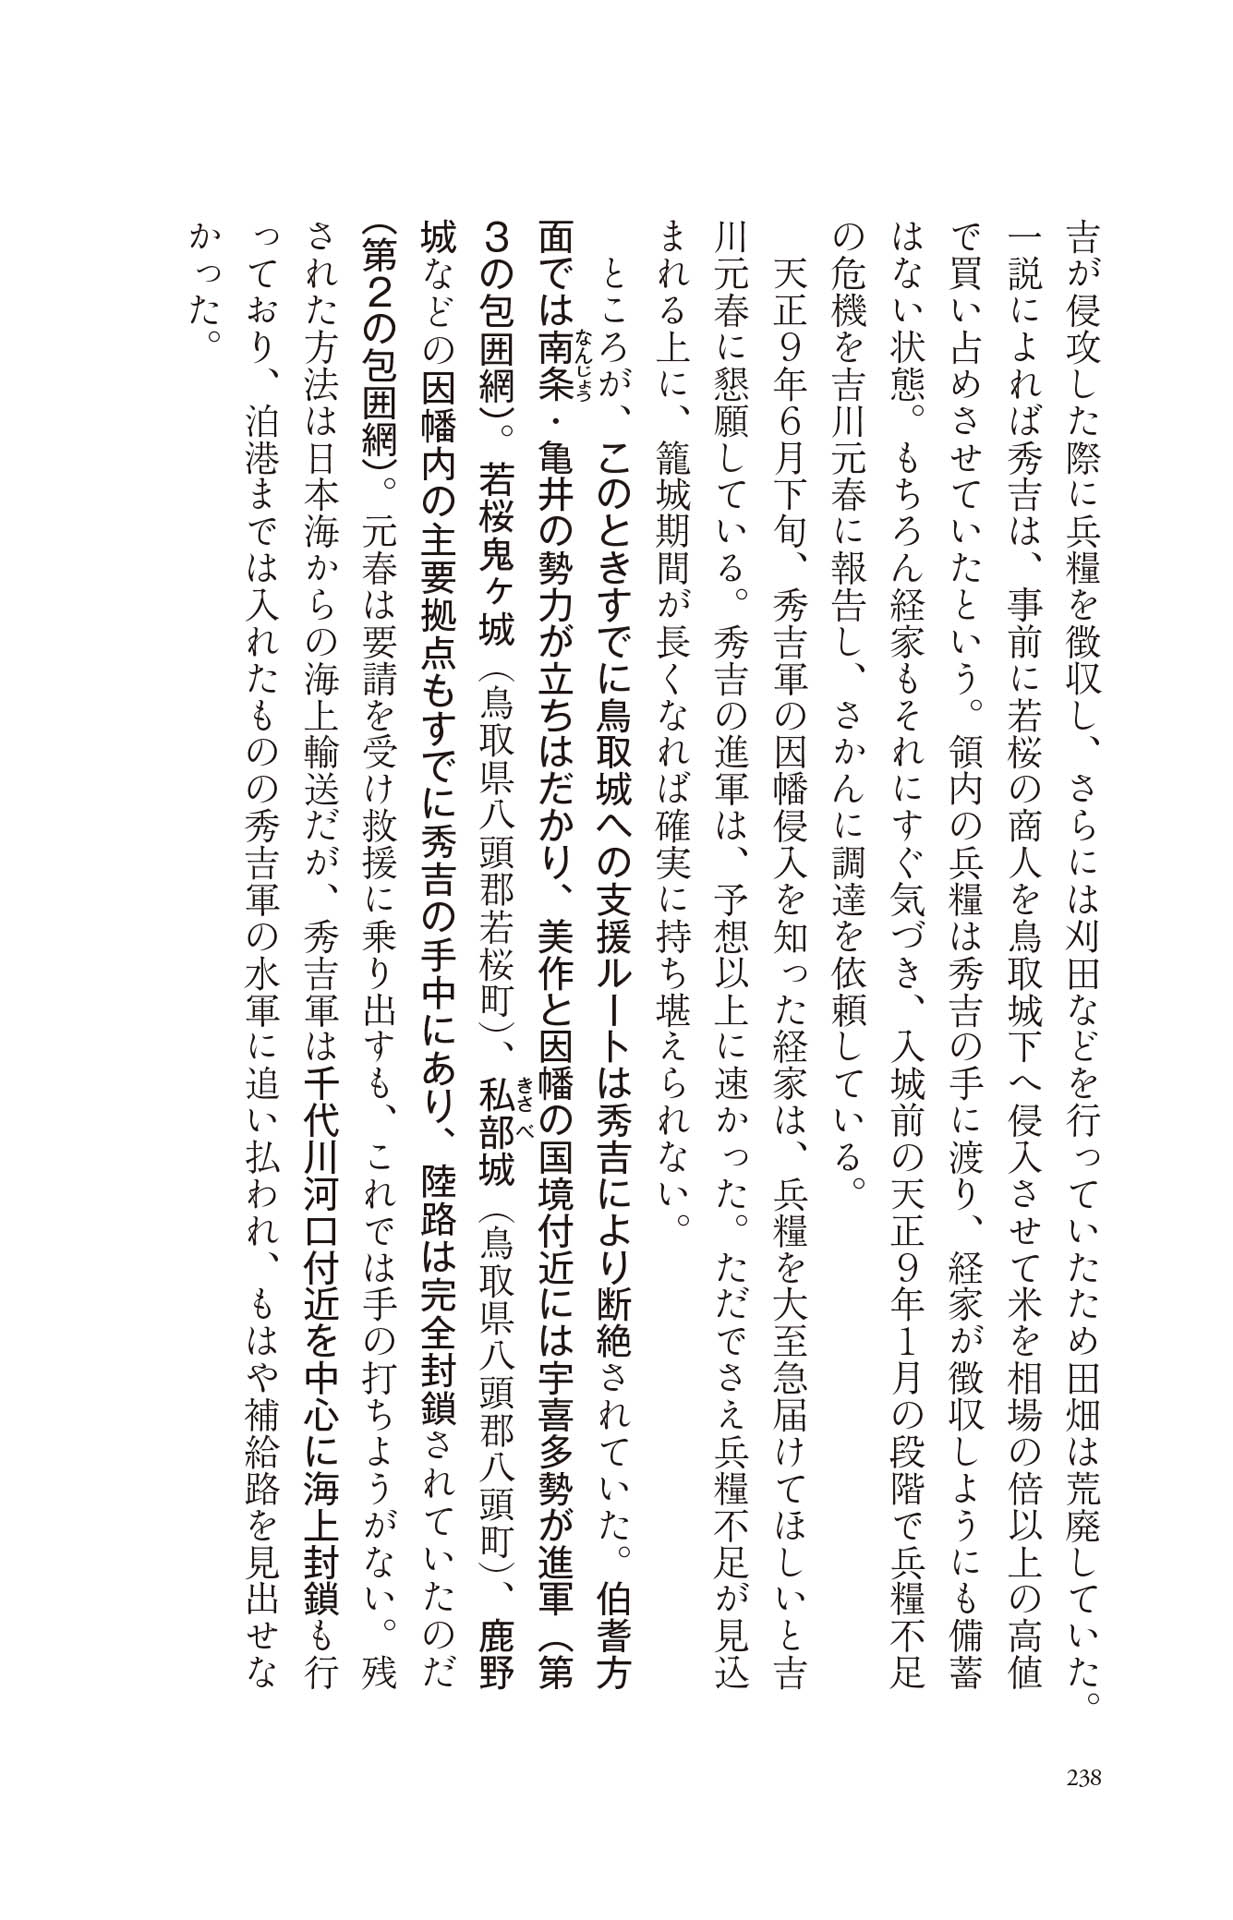 吉が侵攻した際に兵糧を徴収し、さらには刈田などを行っていたため田畑は荒廃していた。
一説によれば秀吉は、事前に若桜の商人を鳥取城下へ侵入させて米を相場の倍以上の高値
で買い占めさせていたという。領内の兵糧は秀吉の手に渡り、経家が徴収しようにも備蓄
はない状態。もちろん経家もそれにすぐ気づき、入城前の天正９年１月の段階で兵糧不足
の危機を吉川元春に報告し、さかんに調達を依頼している。
　天正９年６月下旬、秀吉軍の因幡侵入を知った経家は、兵糧を大至急届けてほしいと吉
川元春に懇願している。秀吉の進軍は、予想以上に速かった。ただでさえ兵糧不足が見込
まれる上に、籠城期間が長くなれば確実に持ち堪えられない。
　ところが、このときすでに鳥取城への支援ルートは秀吉により断絶されていた。伯耆方
面では南条・亀井の勢力が立ちはだかり、美作と因幡の国境付近には宇喜多勢が進軍（第
なんじょう
３の包囲網）。若桜鬼ヶ城（鳥取県八頭郡若桜町）、私部城（鳥取県八頭郡八頭町）、鹿野
きさべ
城などの因幡内の主要拠点もすでに秀吉の手中にあり、陸路は完全封鎖されていたのだ
（第２の包囲網）。元春は要請を受け救援に乗り出すも、これでは手の打ちようがない。残
された方法は日本海からの海上輸送だが、秀吉軍は千代川河口付近を中心に海上封鎖も行
っており、泊港までは入れたものの秀吉軍の水軍に追い払われ、もはや補給路を見出せな
かった。
238